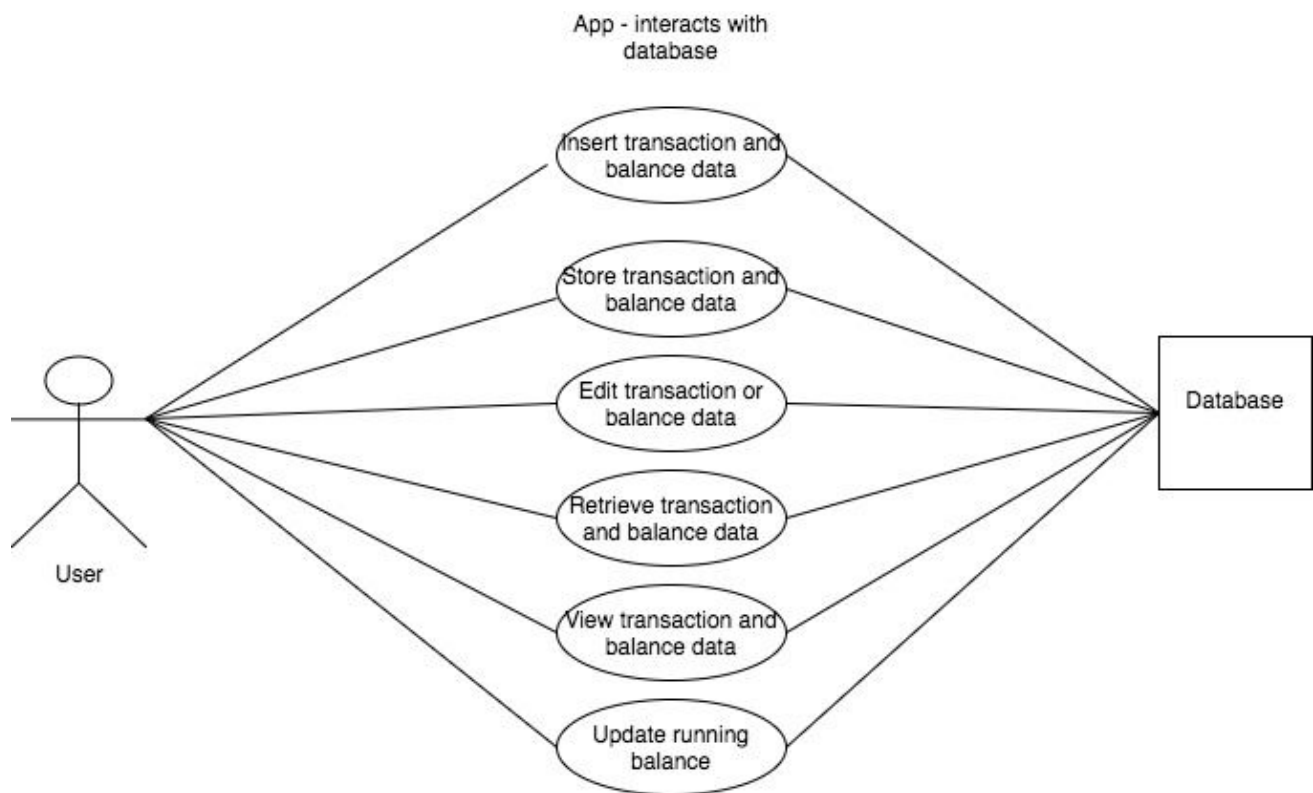 App - interacts with
database
Insert transaction and
balance data
Store transaction and
balance data
Edit transaction or
balance data
Database
Retrieve transaction
and balance data
User
View transaction and
balance data
Update running
balance